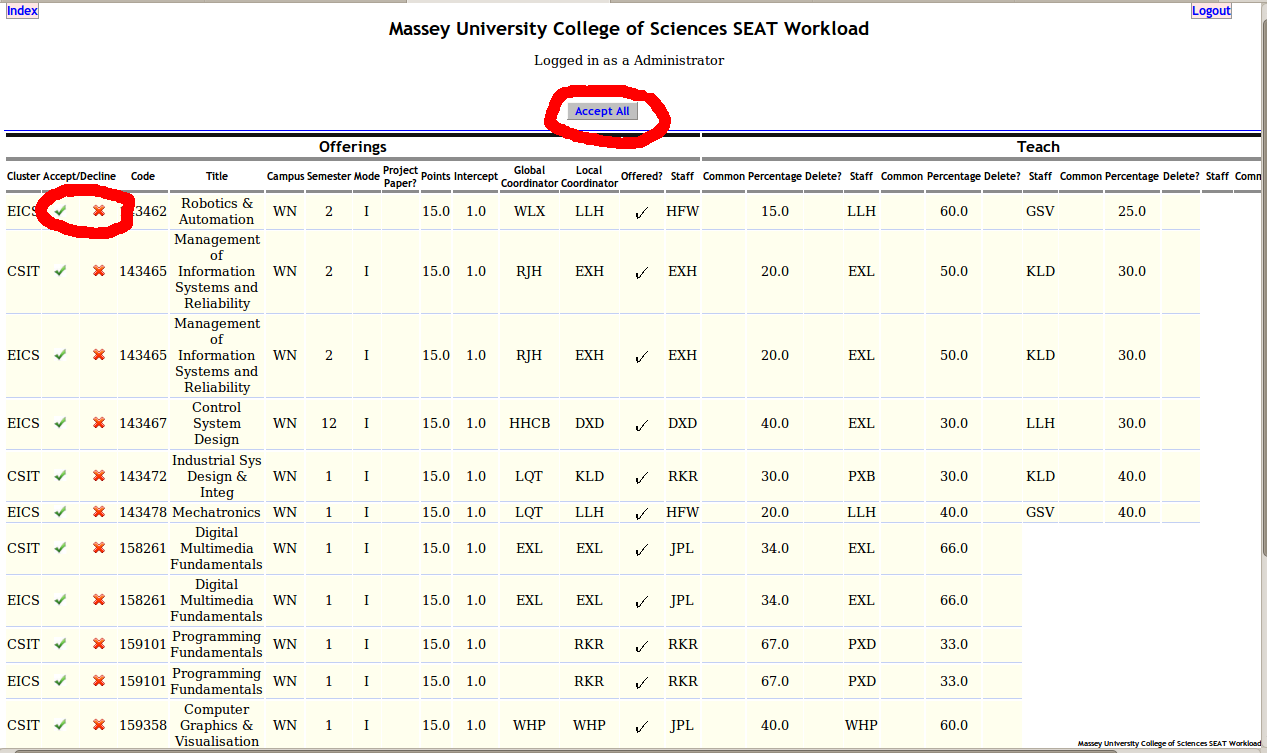 Index
Logout
Massey University College of Sciences SEAT Workload
Logged in as a Administrator
Accept All
Offerings Teach
Cluster Accept/Decline Code Title Campus Semester Mode Project Paper? Points Intercept Global Coordinator Local Coordinator Offered? Staff Common Percentage Delete? Staff Common Percentage Delete? Staff Common Percentage Delete? Staff Comm
EICS 3462 Robotics & Automation WN 2 I 15.0 1.0 WLX LLH HFW 15.0 LLH 60.0 GSV 25.0
CSIT 143465 Management of Information Systems and Reliability WN 2 I 15.0 1.0 RJH EXH EXH 20.0 EXL 50.0 KLD 30.0
EICS 143465 Management of Information Systems and Reliability WN 2 I 15.0 1.0 RJH EXH EXH 20.0 EXL 50.0 KLD 30.0
EICS 143467 Control System Design WN 12 I 15.0 1.0 HHCB DXD DXD 40.0 EXL 30.0 LLH 30.0
CSIT 143472 Industrial Sys Design & Integ WN 1 I 15.0 1.0 LQT KLD RKR 30.0 PXB 30.0 KLD 40.0
EICS 143478 Mechatronics WN 1 I 15.0 1.0 LQT LLH HFW 20.0 LLH 40.0 GSV 40.0
CSIT 158261 Digital Multimedia Fundamentals WN 1 I 15.0 1.0 EXL EXL JPL 34.0 EXL 66.0
EICS 158261 Digital Multimedia Fundamentals WN 1 I 15.0 1.0 EXL EXL JPL 34.0 EXL 66.0
CSIT 159101 Programming Fundamentals WN 1 I 15.0 1.0 RKR RKR 67.0 PXD 33.0
EICS 159101 Programming Fundamentals WN 1 I 15.0 1.0 RKR RKR 67.0 PXD 33.0
CSIT 159358 Computer Graphics & Visualisation WN 1 I 15.0 1.0 WHP WHP JPL 40.0 WHP 60.0
Massey University College of Sciences SEAT Workload